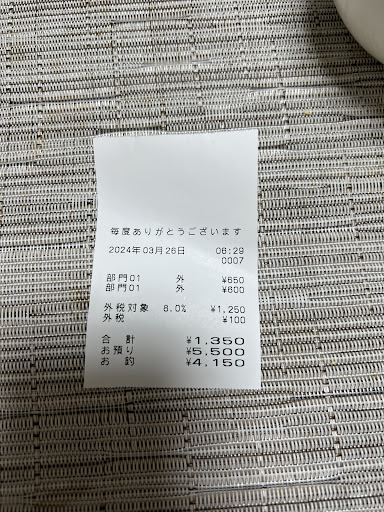 毎度ありがとうございます
2024年03月26日 06:29
0007
部門01 外 ¥650
部門01 外 ¥600
外税対象 8.0% ¥1,250
外税 ¥100
合 計 ¥1,350
お預り ¥5,500
お 釣 ¥4,150